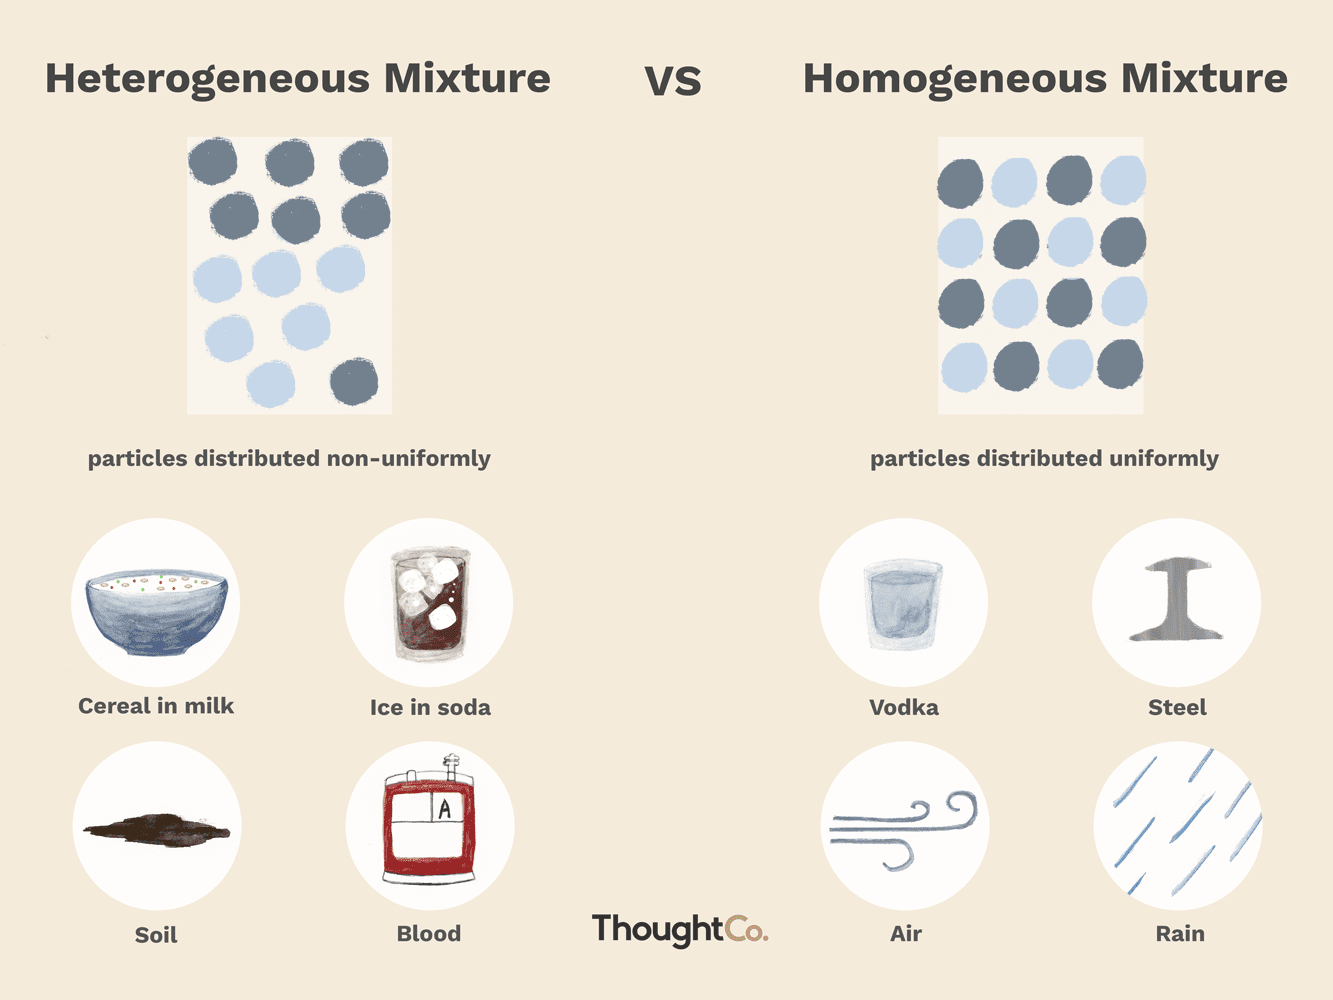 Heterogeneous Mixture
VS
Homogeneous Mixture
particles distributed non-uniformly
particles distributed uniformly
Cereal in milk
Ice in soda
Vodka
Steel
A
Soil
Blood
Air
Rain
ThoughtCo.